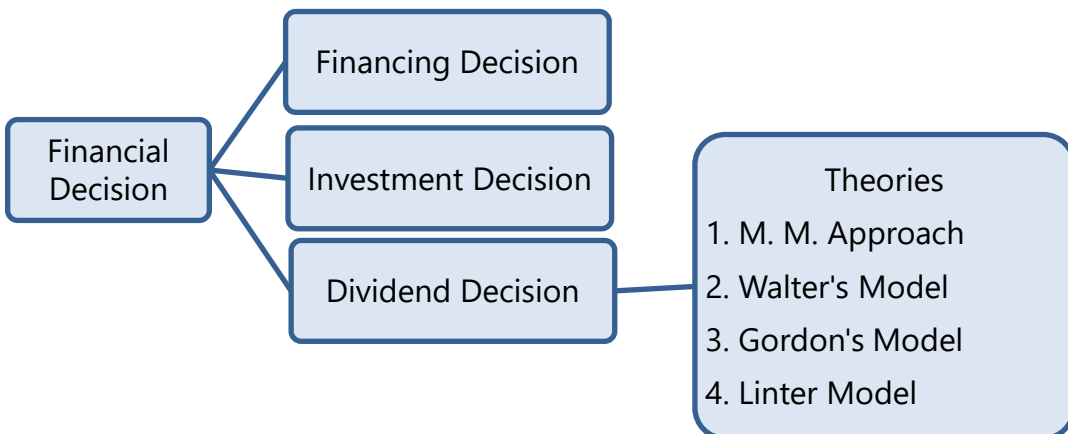 Financial
Decision
Financing Decision
Investment Decision
Dividend Decision
Theories
1. M. M. Approach
2. Walter's Model
3. Gordon's Model
4. Linter Model